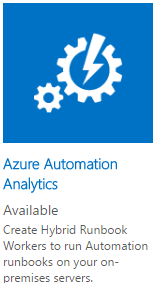 Azure Automation
Analytics
Available
Create Hybrid Runbook
Workers to run Automation
runbooks on your on-
premises servers.